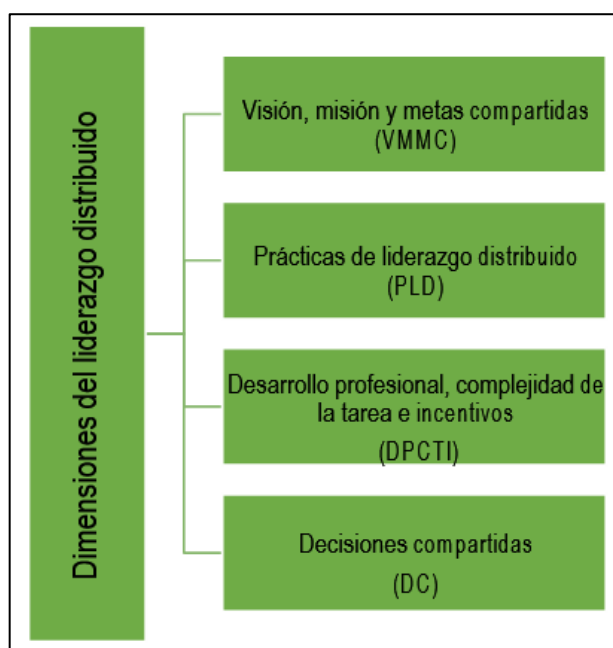 Dimensiones del liderazgo distribuido
Visión, misión y metas compartidas
(VMMC)
Prácticas de liderazgo distribuido
(PLD)
Desarrollo profesional, complejidad de
la tarea e incentivos
(DPCTI)
Decisiones compartidas
(DC)